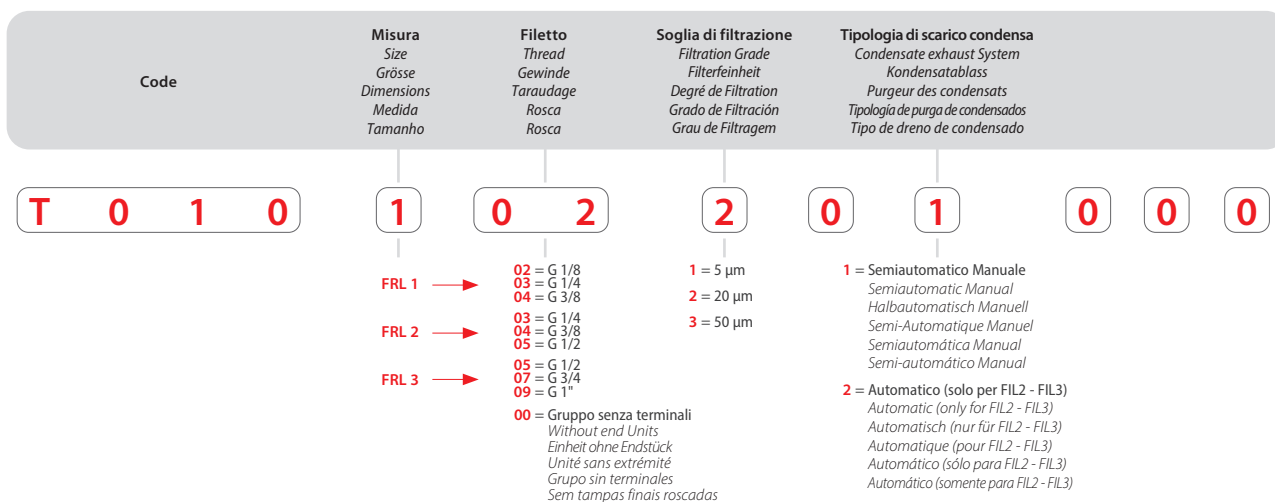 Code
Misura
Size
Grösse
Dimensions
Medida
Tamanho
Filetto
Thread
Gewinde
Taraudage
Rosca
Rosca
Soglia di filtrazione
Filtration Grade
Filterfeinheit
Degré de Filtration
Grado de Filtración
Grau de Filtragem
Tipologia di scarico condensa
Condensate exhaust System
Kondensatablass
Purgeur des condensats
Tipología de purga de condensados
Tipo de dreno de condensado
T 0 1 0 1 0 2 2 0 1 0 0 0
FRL 1
02 = G 1/8
03 = G 1/4
04 = G 3/8
FRL 2
03 = G 1/4
04 = G 3/8
05 = G 1/2
FRL 3
05 = G 1/2
07 = G 3/4
09 = G 1"
00 = Gruppo senza terminali
Without end Units
Einheit ohne Endstück
Unité sans extrémité
Grupo sin terminales
Sem tampas finais roscadas
1 = 5 µm
2 = 20 µm
3 = 50 µm
1 = Semiautomatico Manuale
Semiautomatic Manual
Halbautomatisch Manuell
Semi-Automatique Manuel
Semiautomática Manual
Semi-automático Manual
2 = Automatico (solo per FIL2 - FIL3)
Automatic (only for FIL2 - FIL3)
Automatisch (nur für FIL2 - FIL3)
Automatique (pour FIL2 - FIL3)
Automático (sólo para FIL2 - FIL3)
Automático (somente para FIL2 - FIL3)